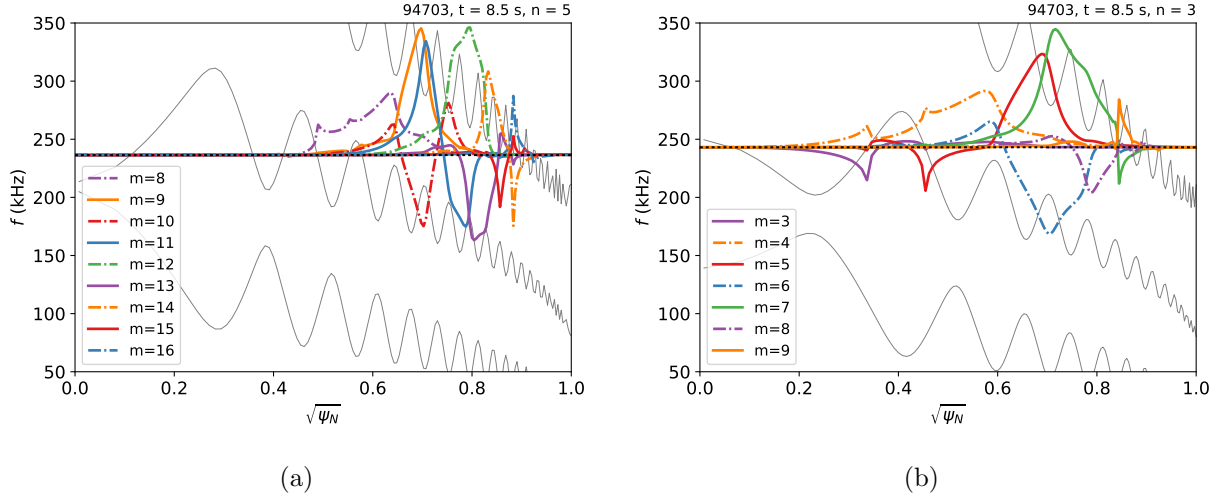 94703, t = 8.5 s, n = 5
350
300
250
200
150
100
50
f (kHz)
m=8
m=9
m=10
m=11
m=12
m=13
m=14
m=15
m=16
0.0 0.2 0.4 0.6 0.8 1.0
√ψ_N
(a)
94703, t = 8.5 s, n = 3
350
300
250
200
150
100
50
f (kHz)
m=3
m=4
m=5
m=6
m=7
m=8
m=9
0.0 0.2 0.4 0.6 0.8 1.0
√ψ_N
(b)